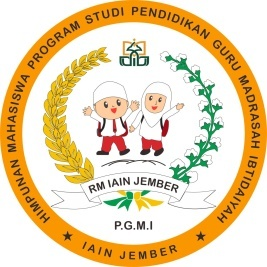 HIMPUNAN MAHASISWA PROGRAM STUDI PENDIDIKAN GURU MADRASAH IBTIDAIYAH
RM IAIN JEMBER
P.G.M.I
★ IAIN JEMBER ★